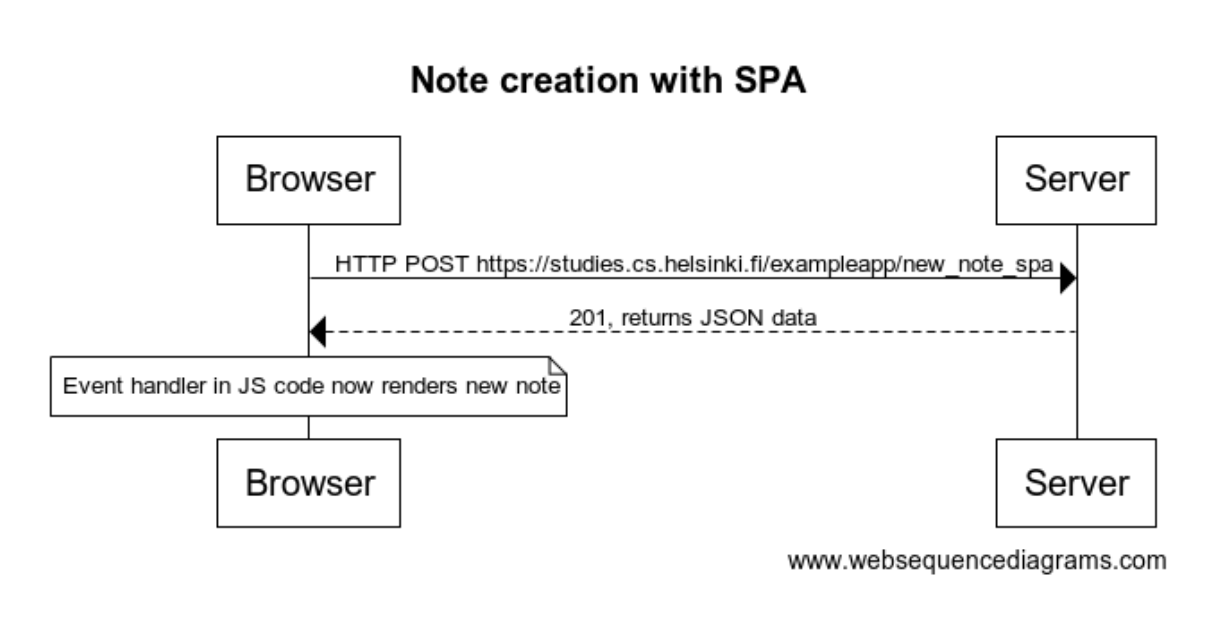 Note creation with SPA
Browser
Server
HTTP POST https://studies.cs.helsinki.fi/exampleapp/new_note_spa
201, returns JSON data
Event handler in JS code now renders new note
Browser
Server
www.websequencediagrams.com